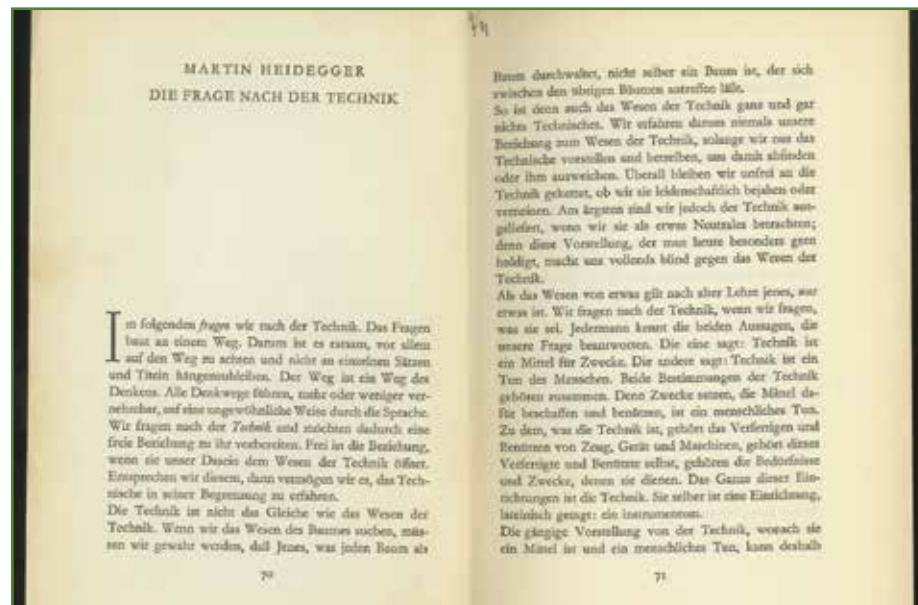 MARTIN HEIDEGGER
DIE FRAGE NACH DER TECHNIK
Im folgenden fragen wir nach der Technik. Das Fragen
baut an einem Weg. Darum ist es ratsam, vor allem
auf den Weg zu achten und nicht an einzelnen Sätzen
und Titeln hängenzubleiben. Der Weg ist ein Weg des
Denkens. Alle Denkwege führen, mehr oder weniger ver-
nehmbar, auf eine ungewöhnliche Weise durch die Sprache.
Wir fragen nach der Technik und möchten dadurch eine
freie Beziehung zu ihr vorbereiten. Frei ist die Beziehung,
wenn sie unser Dasein dem Wesen der Technik öffnet.
Entsprechen wir diesem, dann vermögen wir es, das Tech-
nische in seiner Begrenzung zu erfahren.
Die Technik ist nicht das Gleiche wie das Wesen der
Technik. Wenn wir das Wesen des Baumes suchen, müs-
sen wir gewahr werden, daß Jenes, was jeden Baum als
70
Baum durchwaltet, nicht selber ein Baum ist, der sich
zwischen den übrigen Bäumen antreffen läßt.
So ist denn auch das Wesen der Technik ganz und gar
nichts Technisches. Wir erfahren darum niemals unsere
Beziehung zum Wesen der Technik, solange wir nur das
Technische vorstellen und betreiben, uns damit abfinden
oder ihm ausweichen. Überall bleiben wir unfrei an die
Technik gekettet, ob wir sie leidenschaftlich bejahen oder
verneinen. Am ärgsten sind wir jedoch der Technik aus-
geliefert, wenn wir sie als etwas Neutrales betrachten;
denn diese Vorstellung, der man heute besonders gern
huldigt, macht uns vollends blind gegen das Wesen der
Technik.
Als das Wesen von etwas gilt nach alter Lehre jenes, was
etwas ist. Wir fragen nach der Technik, wenn wir fragen,
was sie sei. Jedermann kennt die beiden Aussagen, die
unsere Frage beantworten. Die eine sagt: Technik ist
ein Mittel für Zwecke. Die andere sagt: Technik ist ein
Tun des Menschen. Beide Bestimmungen der Technik
gehören zusammen. Denn Zwecke setzen, die Mittel da-
für beschaffen und benützen, ist ein menschliches Tun.
Zu dem, was die Technik ist, gehört das Verfertigen und
Benützen von Zeug, Gerät und Maschinen, gehört dieses
Verfertigte und Benützte selbst, gehören die Bedürfnisse
und Zwecke, denen sie dienen. Das Ganze dieser Ein-
richtungen ist die Technik. Sie selber ist eine Einrichtung,
lateinisch gesagt: ein instrumentum.
Die gängige Vorstellung von der Technik, wonach sie
ein Mittel ist und ein menschliches Tun, kann deshalb
71